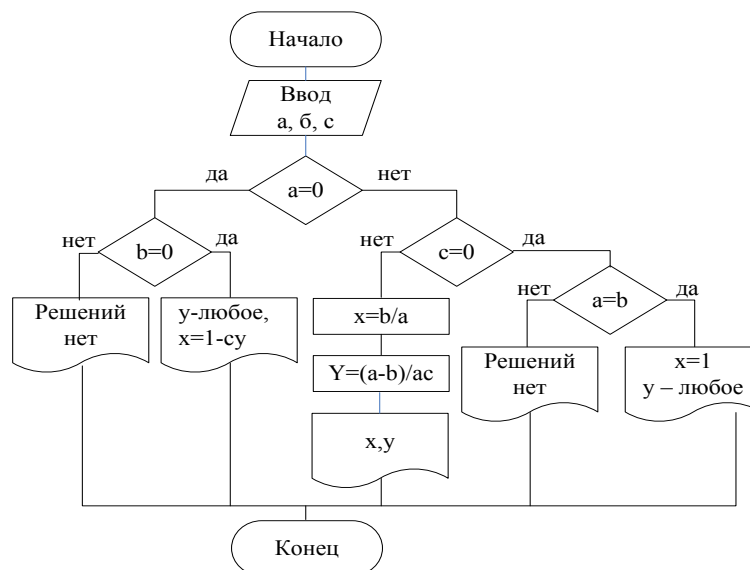 Начало
Ввод
а, б, с
да
a=0
нет
нет
b=0
да
нет
c=0
да
Решений
нет
y-любое,
x=1-cy
x=b/a
нет
a=b
да
Y=(a-b)/ac
Решений
нет
x=1
y – любое
x,y
Конец